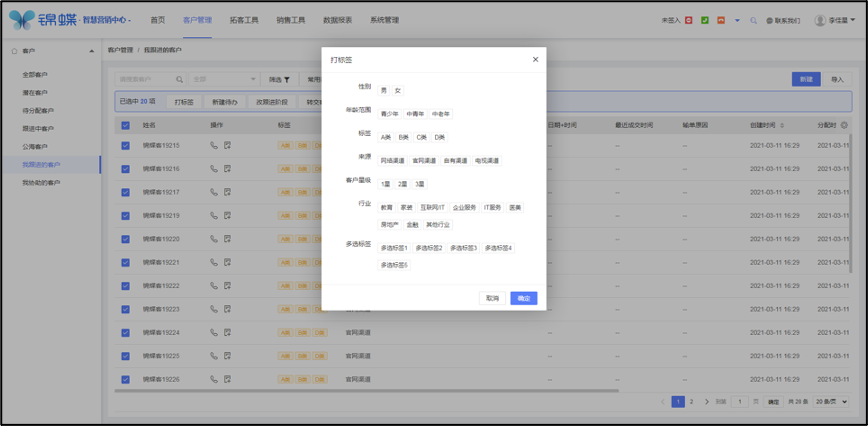 锦蝶 · 智慧营销中心 · 首页 客户管理 拓客工具 销售工具 数据报表 系统管理 未签入 联系我们 李佳星
客户
全部客户
潜在客户
待分配客户
跟进中客户
公海客户
我跟进的客户
我协助的客户
客户管理 / 我跟进的客户
请搜索客户 全部 筛选 常用 新建 导入
已选中 20 项 打标签 新建待办 改跟进阶段 转交
姓名 操作 标签 日期+时间 最近成交时间 输单原因 创建时间 分配时
锦蝶客19215 A类 B类 -- -- -- 2021-03-11 16:29 2021-03-11
锦蝶客19216 A类 B类 -- -- -- 2021-03-11 16:29 2021-03-11
锦蝶客19217 A类 B类 -- -- -- 2021-03-11 16:29 2021-03-11
锦蝶客19219 A类 B类 -- -- -- 2021-03-11 16:29 2021-03-11
锦蝶客19220 A类 B类 -- -- -- 2021-03-11 16:29 2021-03-11
锦蝶客19221 A类 B类 -- -- -- 2021-03-11 16:29 2021-03-11
锦蝶客19222 A类 B类 -- -- -- 2021-03-11 16:29 2021-03-11
锦蝶客19223 A类 B类 -- -- -- 2021-03-11 16:29 2021-03-11
锦蝶客19224 A类 B类 D类 官网渠道 -- -- -- 2021-03-11 16:29 2021-03-11
锦蝶客19225 A类 B类 D类 官网渠道 -- -- -- 2021-03-11 16:29 2021-03-11
锦蝶客19226 A类 B类 D类 官网渠道 -- -- -- 2021-03-11 16:29 2021-03-11
1 2 到第 1 页 确定 共 28 条 20 条/页
打标签
性别 男 女
年龄范围 青少年 中青年 中老年
标签 A类 B类 C类 D类
来源 网络渠道 官网渠道 自有渠道 电视渠道
客户星级 1星 2星 3星
行业 教育 家装 互联网/IT 企业服务 IT服务 医美
房地产 金融 其他行业
多选标签 多选标签1 多选标签2 多选标签3 多选标签4
多选标签5
取消 确定